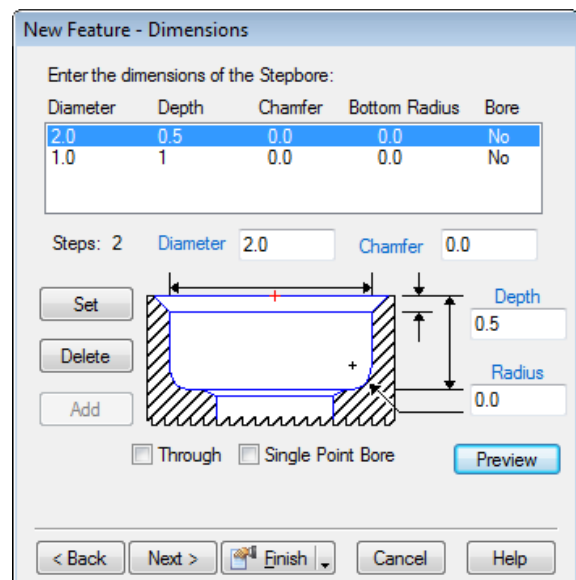 New Feature - Dimensions
Enter the dimensions of the Stepbore:
Diameter Depth Chamfer Bottom Radius Bore
2.0 0.5 0.0 0.0 No
1.0 1 0.0 0.0 No
Steps: 2 Diameter 2.0 Chamfer 0.0
Set
Depth
0.5
Delete
Radius
0.0
Add
Through Single Point Bore Preview
< Back Next > Finish Cancel Help